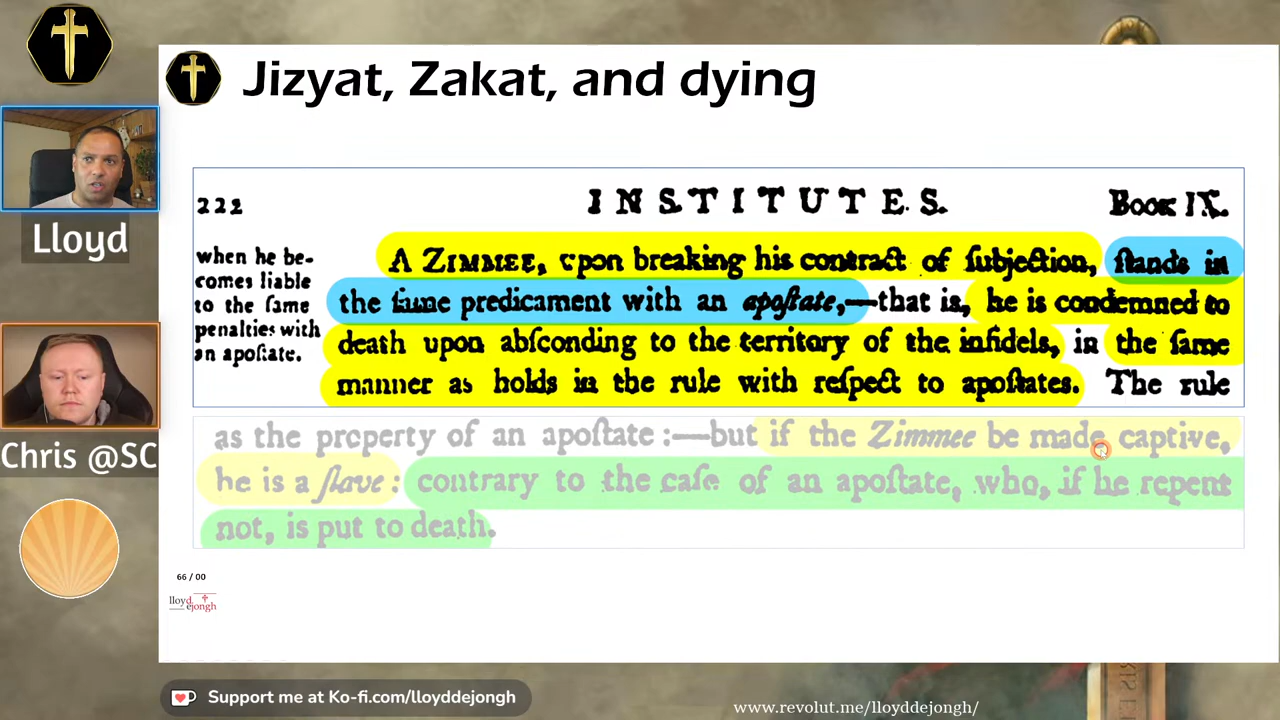 Jizyat, Zakat, and dying
222 INSTITUTES. Book IX.
when he be-
comes liable
to the ſame
penalties with
an apoſtate.
A ZIMMEE, upon breaking his contract of ſubjection, ſtands in
the ſame predicament with an apoſtate,—that is, he is condemned to
death upon abſconding to the territory of the infidels, in the ſame
manner as holds in the rule with reſpect to apoſtates. The rule
as the property of an apoſtate:—but if the Zimmee be made captive,
he is a ſlave: contrary to the caſe of an apoſtate, who, if he repent
not, is put to death.
66 / 00
lloyd
ejongh
Lloyd
Chris @SC
Support me at Ko-fi.com/lloyddejongh
www.revolut.me/lloyddejongh/